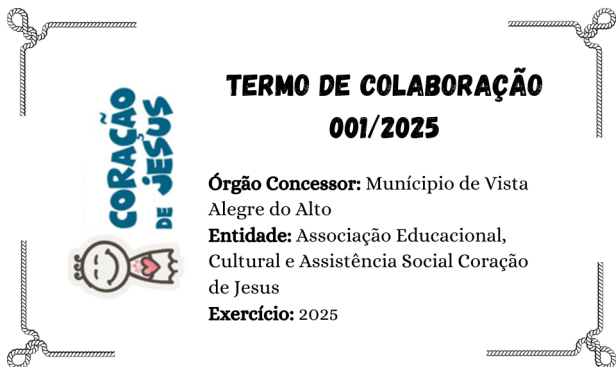 CORAÇÃO
DE JESUS
TERMO DE COLABORAÇÃO
001/2025
Órgão Concessor: Munícipio de Vista
Alegre do Alto
Entidade: Associação Educacional,
Cultural e Assistência Social Coração
de Jesus
Exercício: 2025